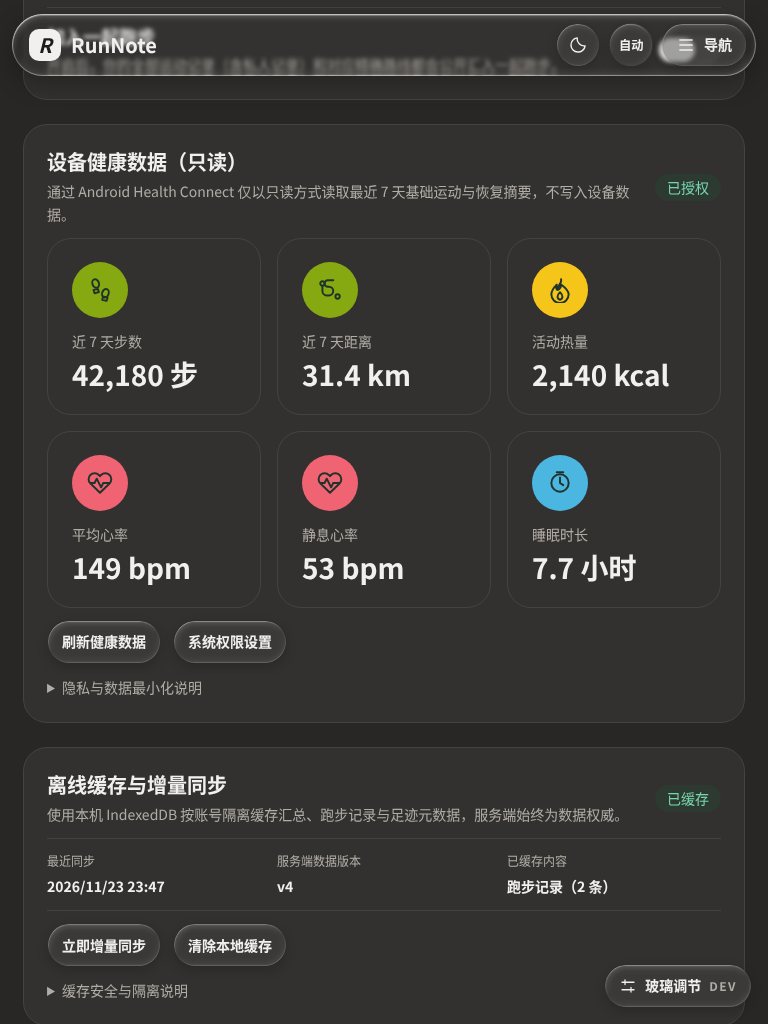 RunNote
自动
导航
设备健康数据（只读）
通过 Android Health Connect 仅以只读方式读取最近 7 天基础运动与恢复摘要，不写入设备数
据。
已授权
近 7 天步数
42,180 步
近 7 天距离
31.4 km
活动热量
2,140 kcal
平均心率
149 bpm
静息心率
53 bpm
睡眠时长
7.7 小时
刷新健康数据
系统权限设置
隐私与数据最小化说明
离线缓存与增量同步
使用本机 IndexedDB 按账号隔离缓存汇总、跑步记录与足迹元数据，服务端始终为数据权威。
已缓存
最近同步
2026/11/23 23:47
服务端数据版本
v4
已缓存内容
跑步记录（2 条）
立即增量同步
清除本地缓存
缓存安全与隔离说明
玻璃调节 DEV